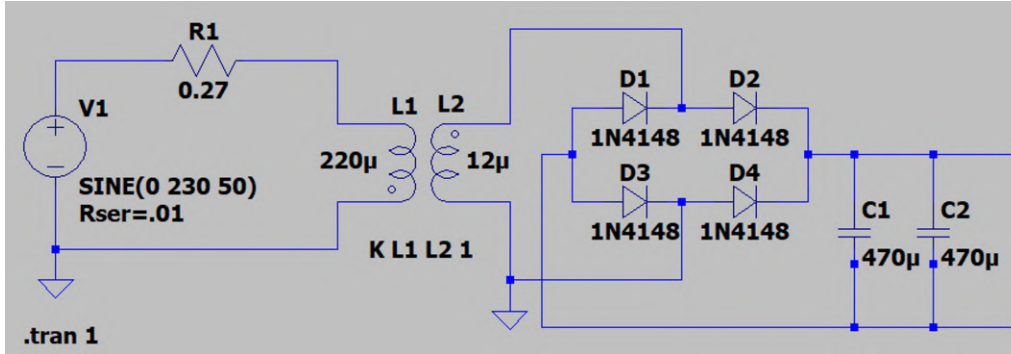 R1
0.27
V1
SINE(0 230 50)
Rser=.01
L1 L2
220µ 12µ
K L1 L2 1
D1 D2
1N4148 1N4148
D3 D4
1N4148 1N4148
C1 C2
470µ 470µ
.tran 1